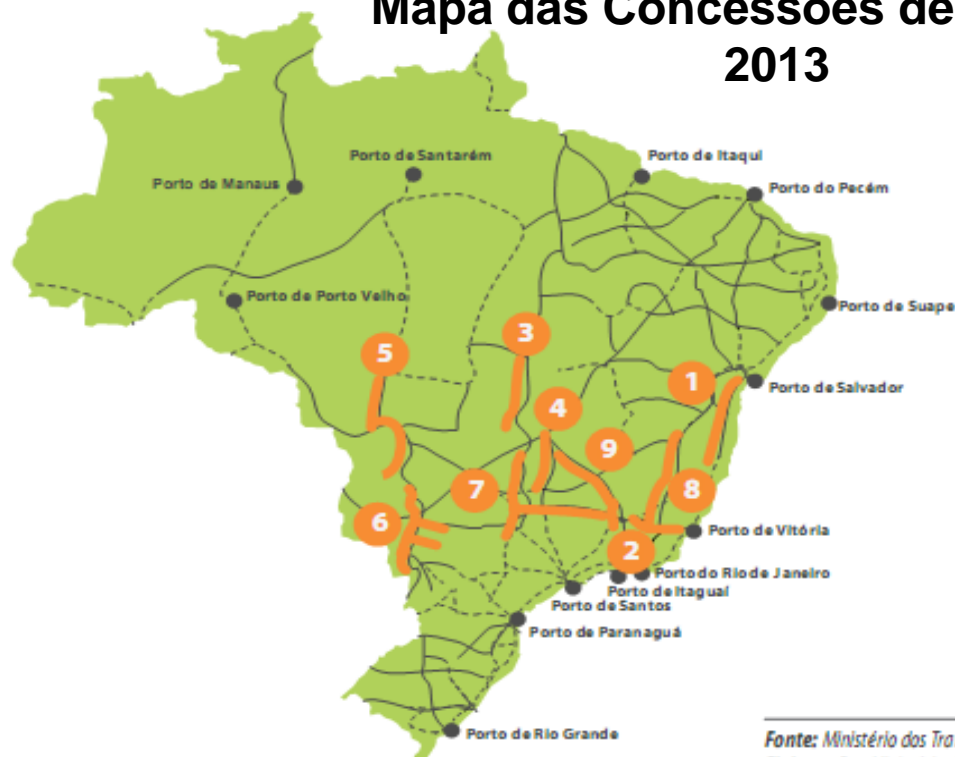 Mapa das Concessões de
2013
Porto de Santarém
Porto de Itaqui
Porto de Manaus
Porto do Pecém
Porto de Porto Velho
Porto de Suape
3
5
1
Porto de Salvador
4
9
7
8
6
Porto de Vitória
2
Porto do Rio de Janeiro
Porto de Itagual
Porto de Santos
Porto de Paranaguá
Porto de Rio Grande
Fonte: Ministério dos Tra